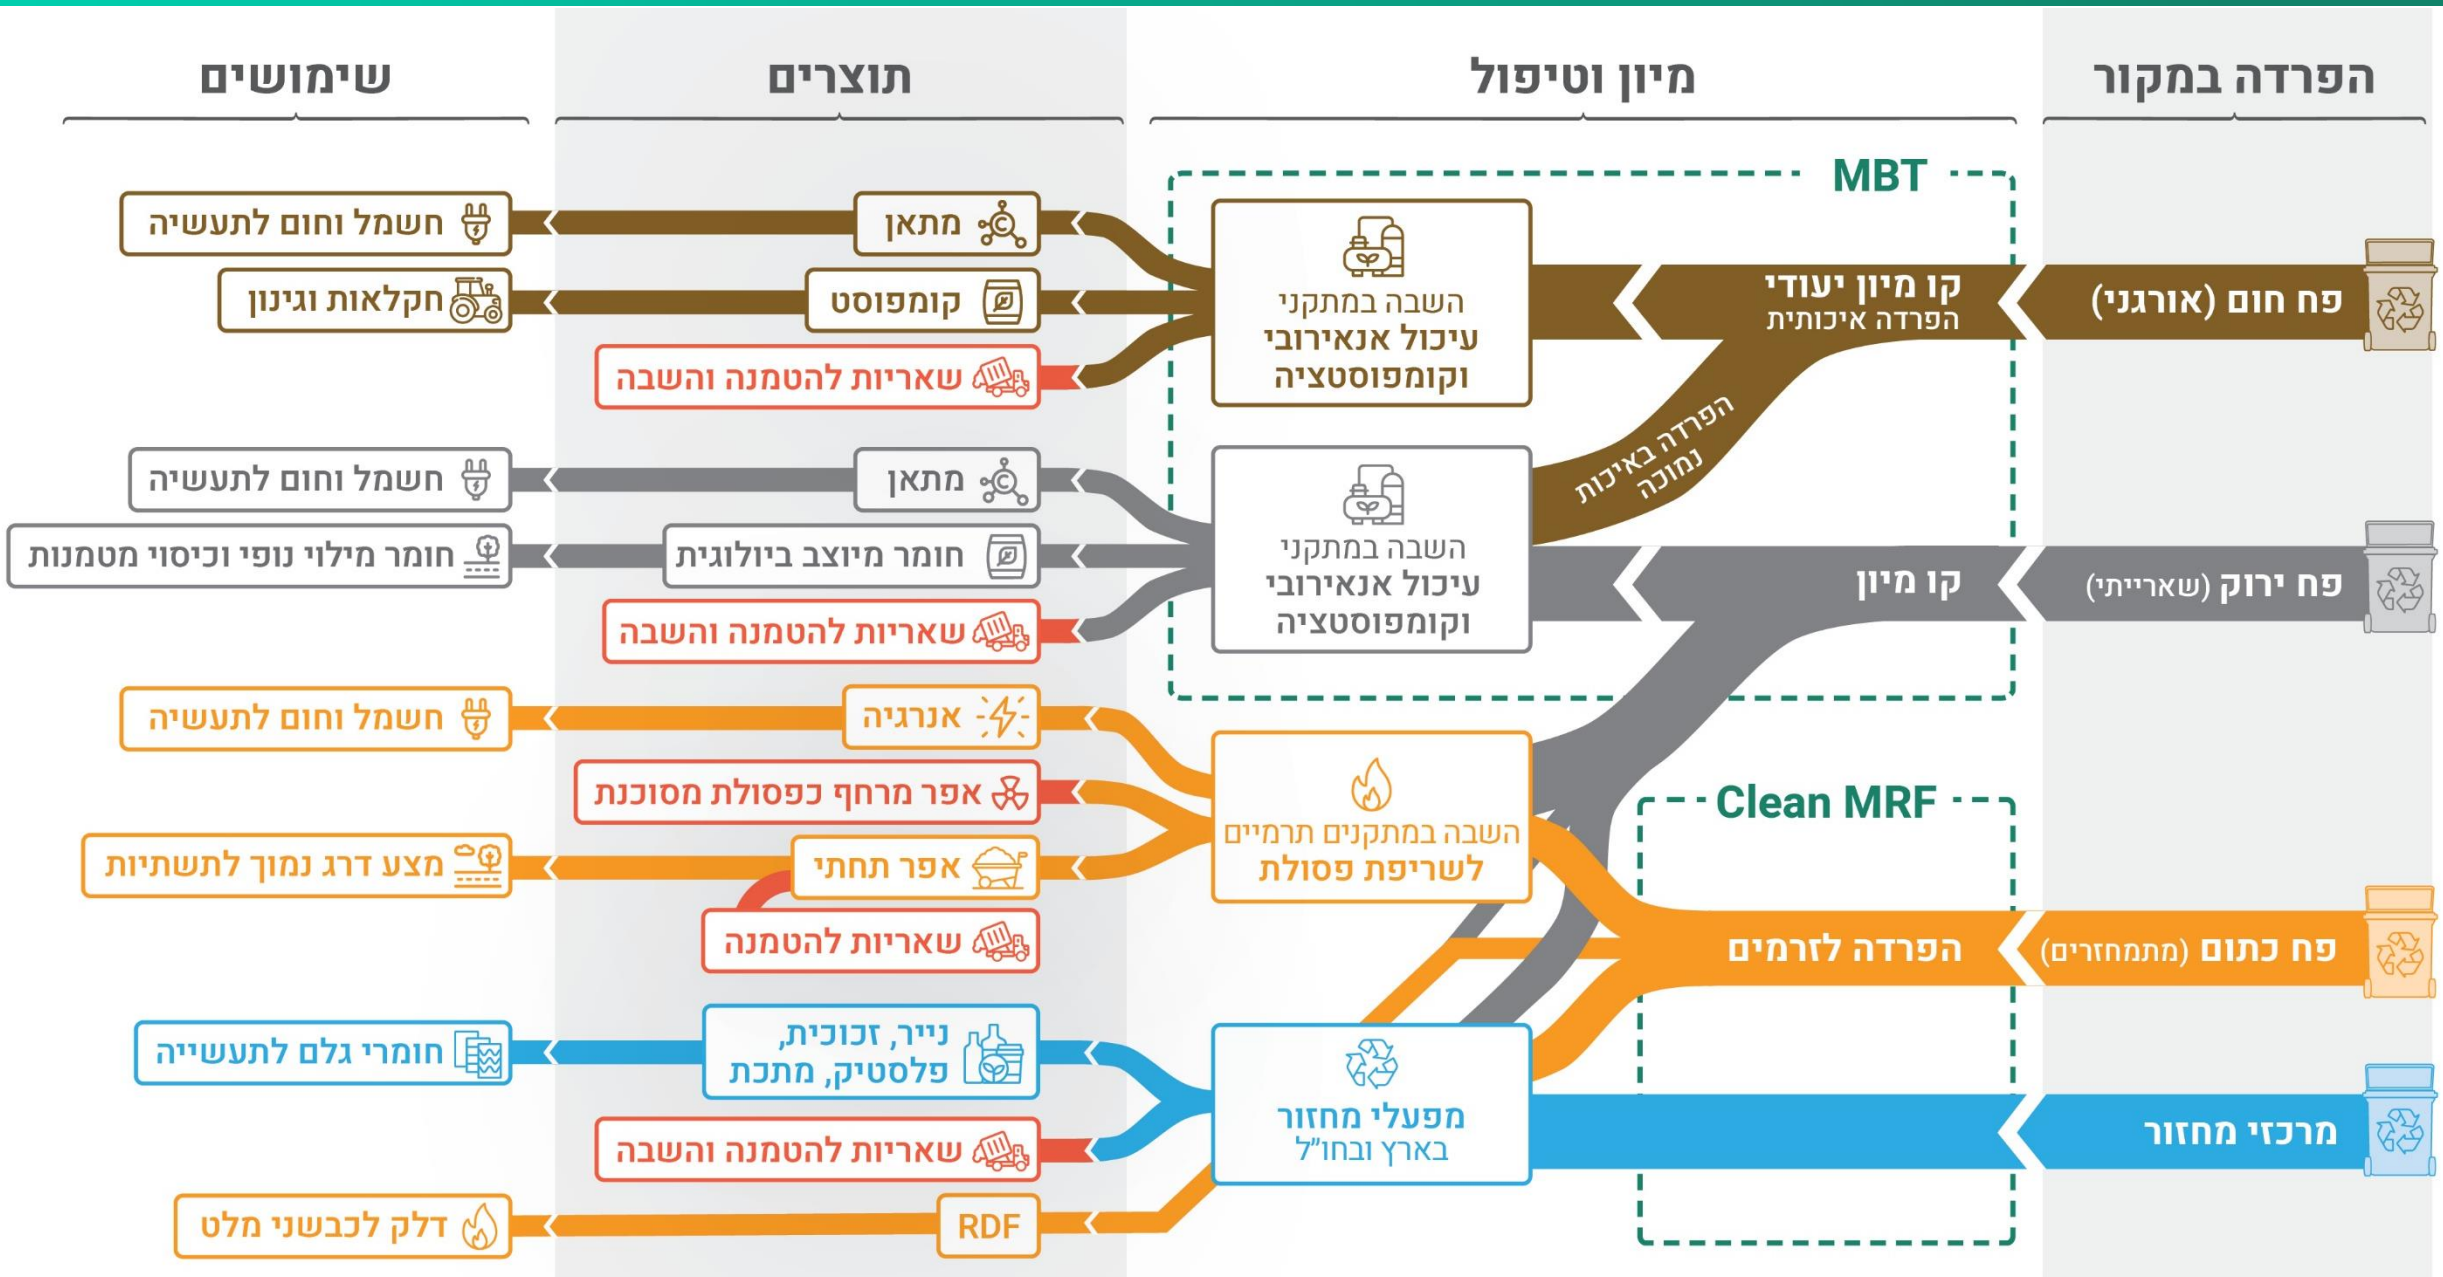 הפרדה במקור
מיון וטיפול
תוצרים
שימושים
MBT
פח חום (אורגני)
קו מיון יעודי
הפרדה איכותית
הפרדה באיכות
נמוכה
השבה במתקני
עיכול אנאירובי
וקומפוסטציה
מתאן
חשמל וחום לתעשיה
קומפוסט
חקלאות וגינון
שאריות להטמנה והשבה
פח ירוק (שארייתי)
קו מיון
השבה במתקני
עיכול אנאירובי
וקומפוסטציה
מתאן
חשמל וחום לתעשיה
חומר מיוצב ביולוגית
חומר מילוי נופי וכיסוי מטמנות
שאריות להטמנה והשבה
Clean MRF
פח כתום (מתמחזרים)
הפרדה לזרמים
השבה במתקנים תרמיים
לשריפת פסולת
אנרגיה
חשמל וחום לתעשיה
אפר מרחף כפסולת מסוכנת
אפר תחתי
מצע דרג נמוך לתשתיות
שאריות להטמנה
מרכזי מחזור
מפעלי מחזור
בארץ ובחו״ל
נייר, זכוכית,
פלסטיק, מתכת
חומרי גלם לתעשייה
שאריות להטמנה והשבה
RDF
דלק לכבשני מלט